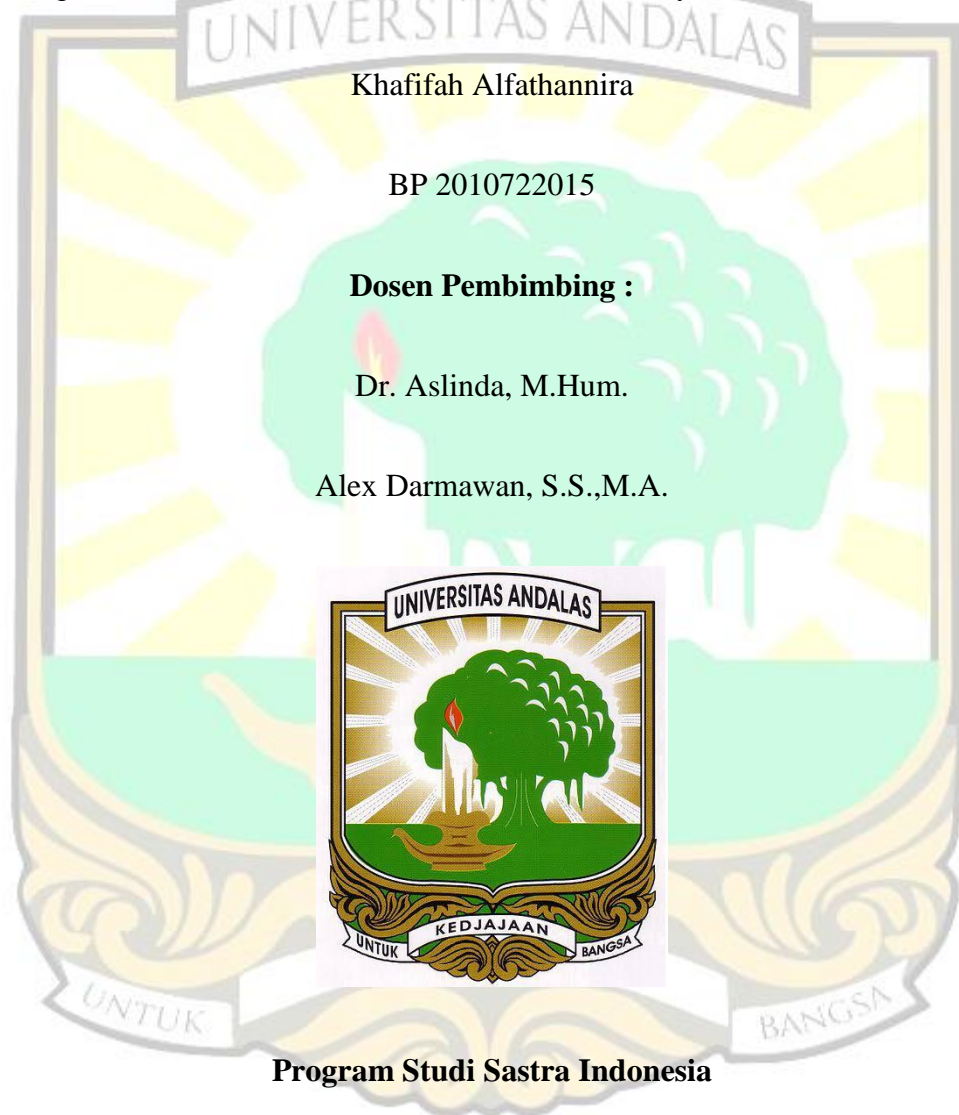 UNIVERSITAS ANDALAS
Khafifah Alfathannira
BP 2010722015
Dosen Pembimbing :
Dr. Aslinda, M.Hum.
Alex Darmawan, S.S.,M.A.
UNIVERSITAS ANDALAS
KEDJAJAAN
UNTUK BANGSA
UNTUK BANGSA
Program Studi Sastra Indonesia